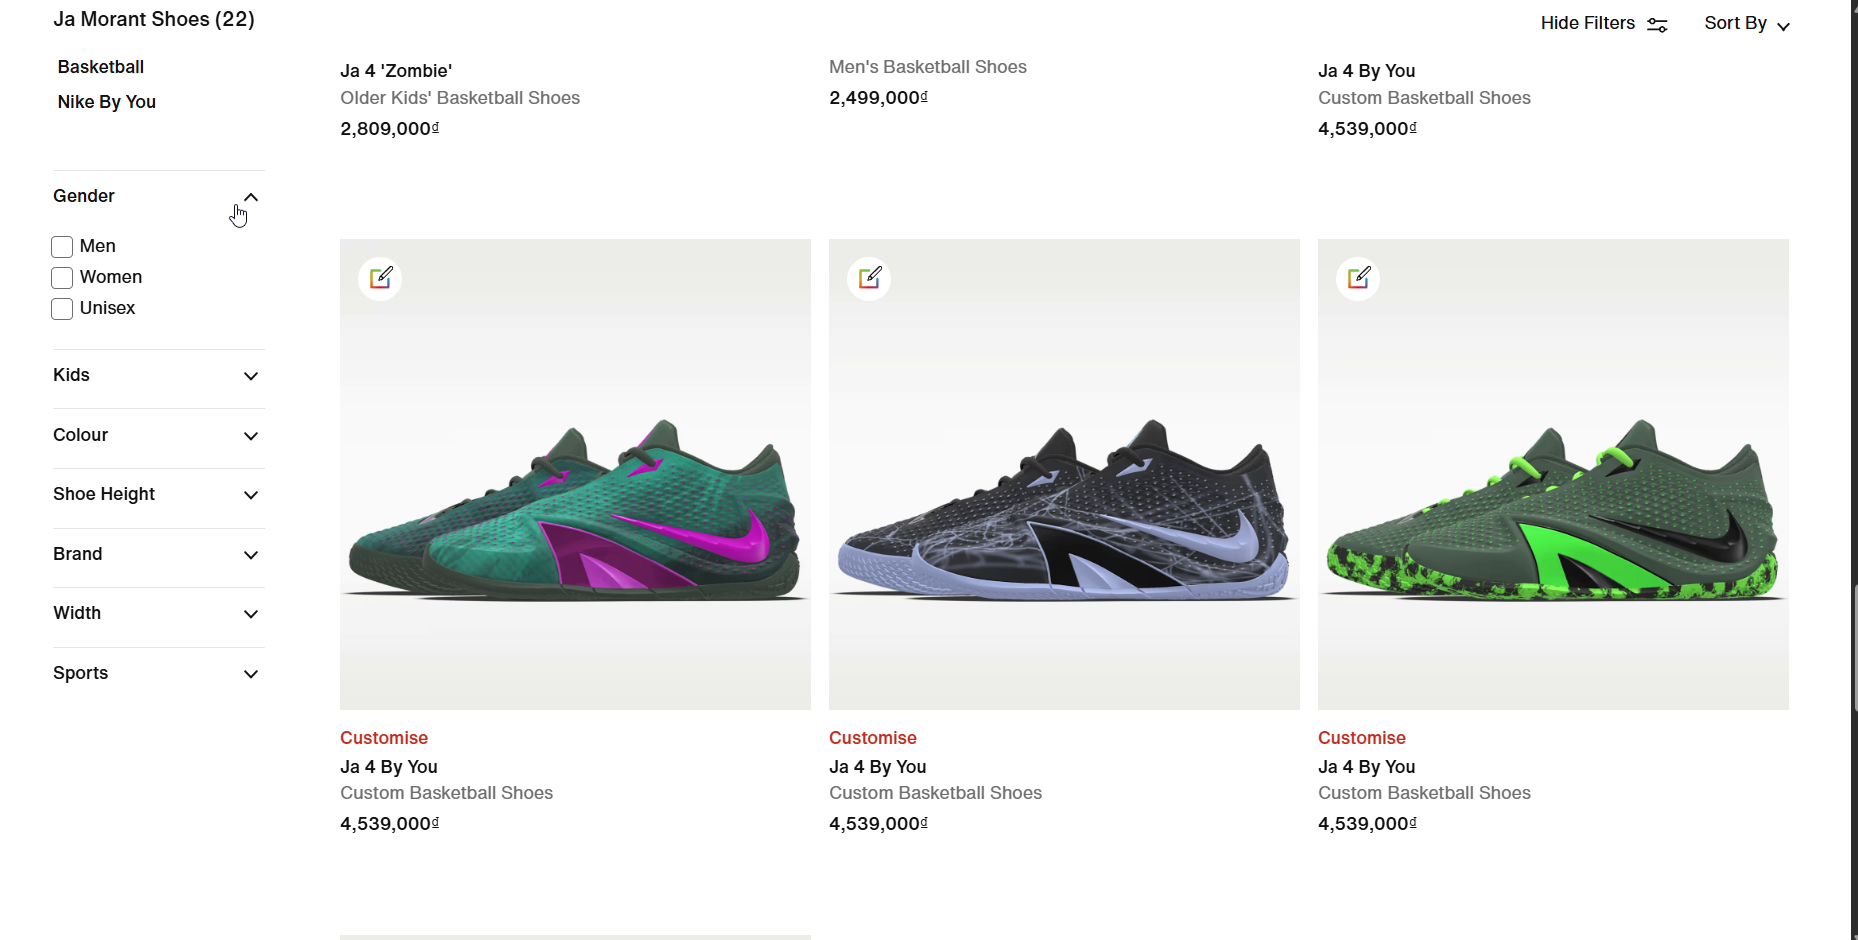 Ja Morant Shoes (22)
Hide Filters
Sort By
Basketball
Nike By You
Gender
Men
Women
Unisex
Kids
Colour
Shoe Height
Brand
Width
Sports
Ja 4 'Zombie'
Older Kids' Basketball Shoes
2,809,000₫
Men's Basketball Shoes
2,499,000₫
Ja 4 By You
Custom Basketball Shoes
4,539,000₫
Customise
Ja 4 By You
Custom Basketball Shoes
4,539,000₫
Customise
Ja 4 By You
Custom Basketball Shoes
4,539,000₫
Customise
Ja 4 By You
Custom Basketball Shoes
4,539,000₫